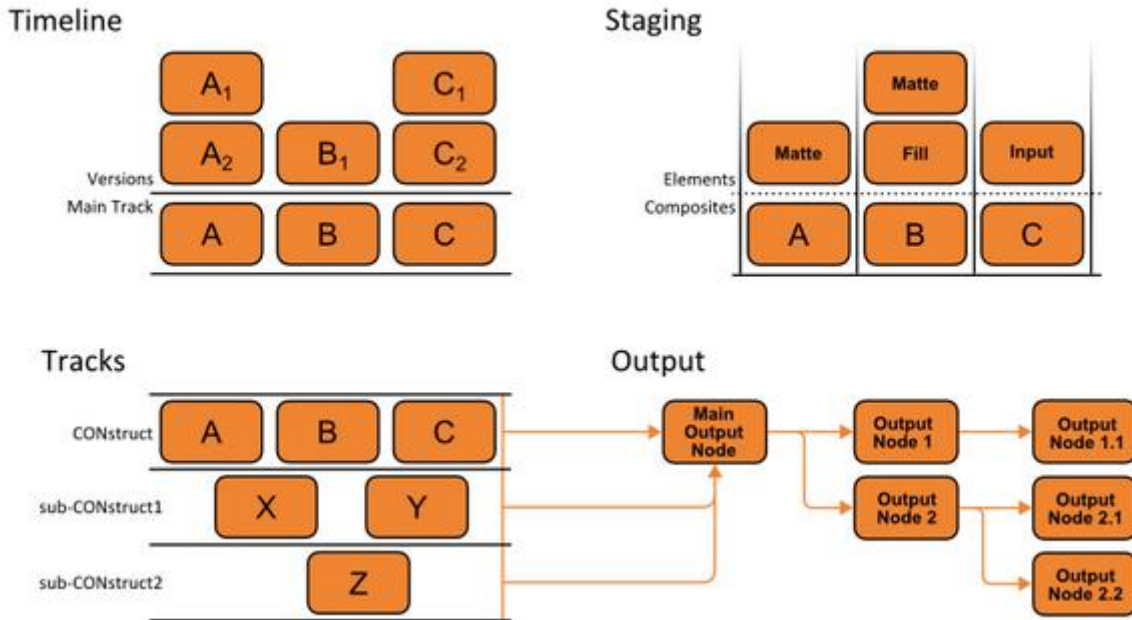 Timeline
A1
C1
A2
B1
C2
Versions
Main Track
A
B
C
Staging
Matte
Matte
Fill
Input
Elements
Composites
A
B
C
Tracks
CONstruct
A
B
C
sub-CONstruct1
X
Y
sub-CONstruct2
Z
Output
Main
Output
Node
Output
Node 1
Output
Node 1.1
Output
Node 2
Output
Node 2.1
Output
Node 2.2